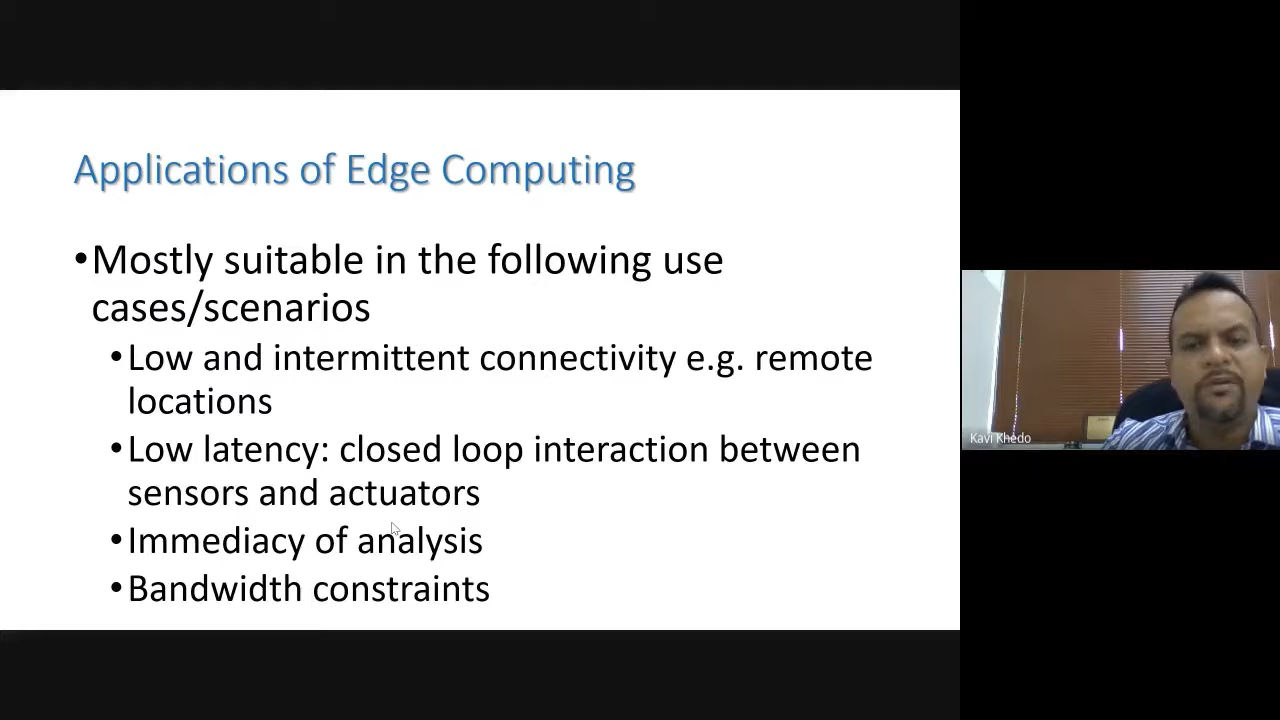 Applications of Edge Computing
•Mostly suitable in the following use
cases/scenarios
•Low and intermittent connectivity e.g. remote
locations
•Low latency: closed loop interaction between
sensors and actuators
•Immediacy of analysis
•Bandwidth constraints
Kavi Khedo